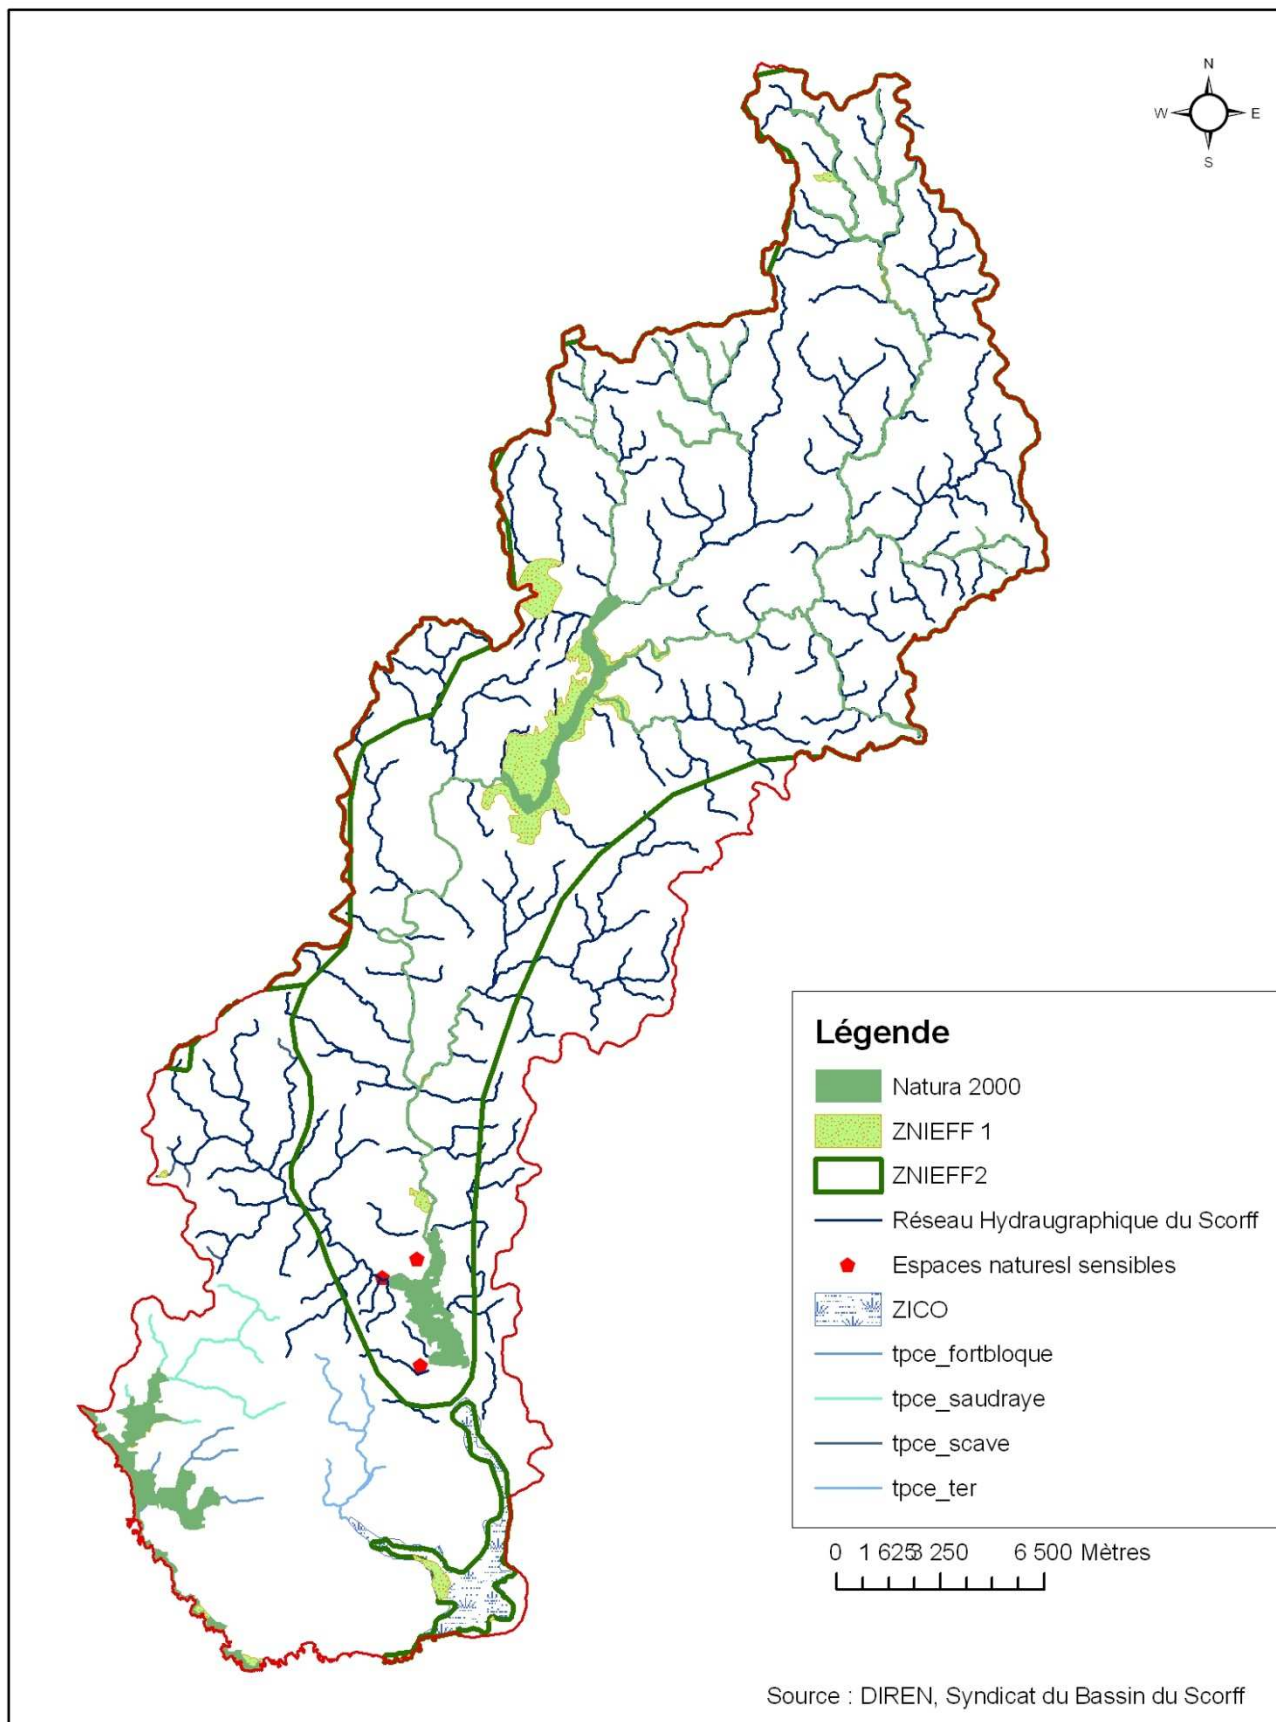 N
W E
S
Légende
Natura 2000
ZNIEFF 1
ZNIEFF2
Réseau Hydraugraphique du Scorff
Espaces naturesl sensibles
ZICO
tpce_fortbloque
tpce_saudraye
tpce_scave
tpce_ter
0 1 625 3 250 6 500 Mètres
Source : DIREN, Syndicat du Bassin du Scorff